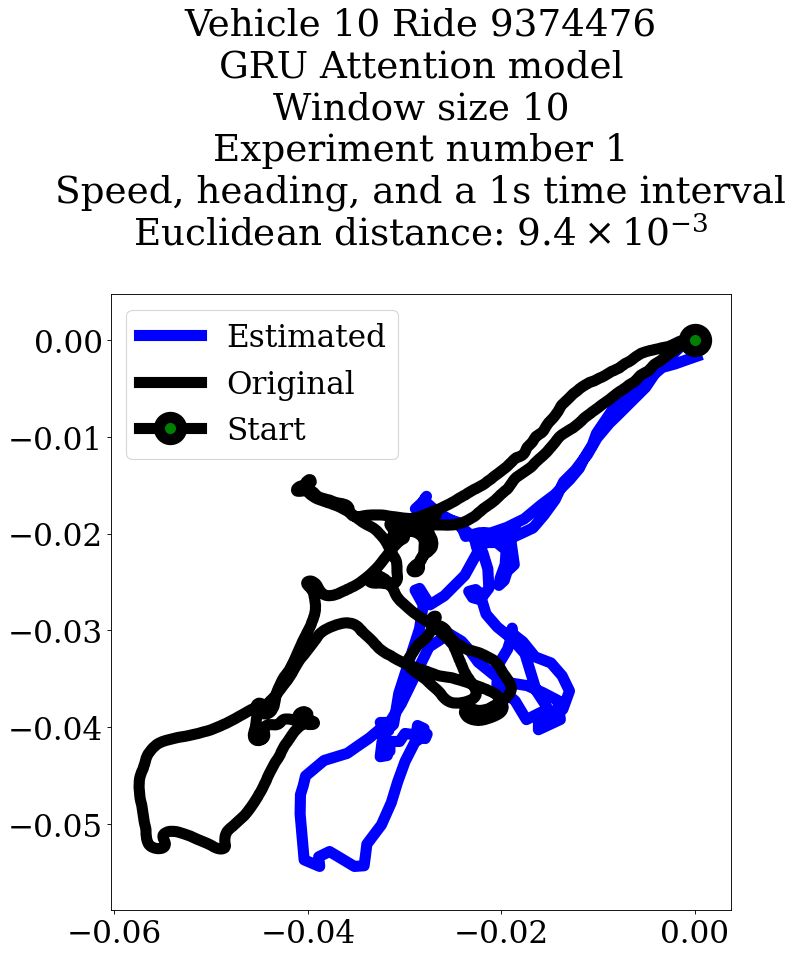 Vehicle 10 Ride 9374476
GRU Attention model
Window size 10
Experiment number 1
Speed, heading, and a 1s time interval
Euclidean distance: 9.4 × 10⁻³
Estimated
Original
Start
0.00
−0.01
−0.02
−0.03
−0.04
−0.05
−0.06
−0.04
−0.02
0.00